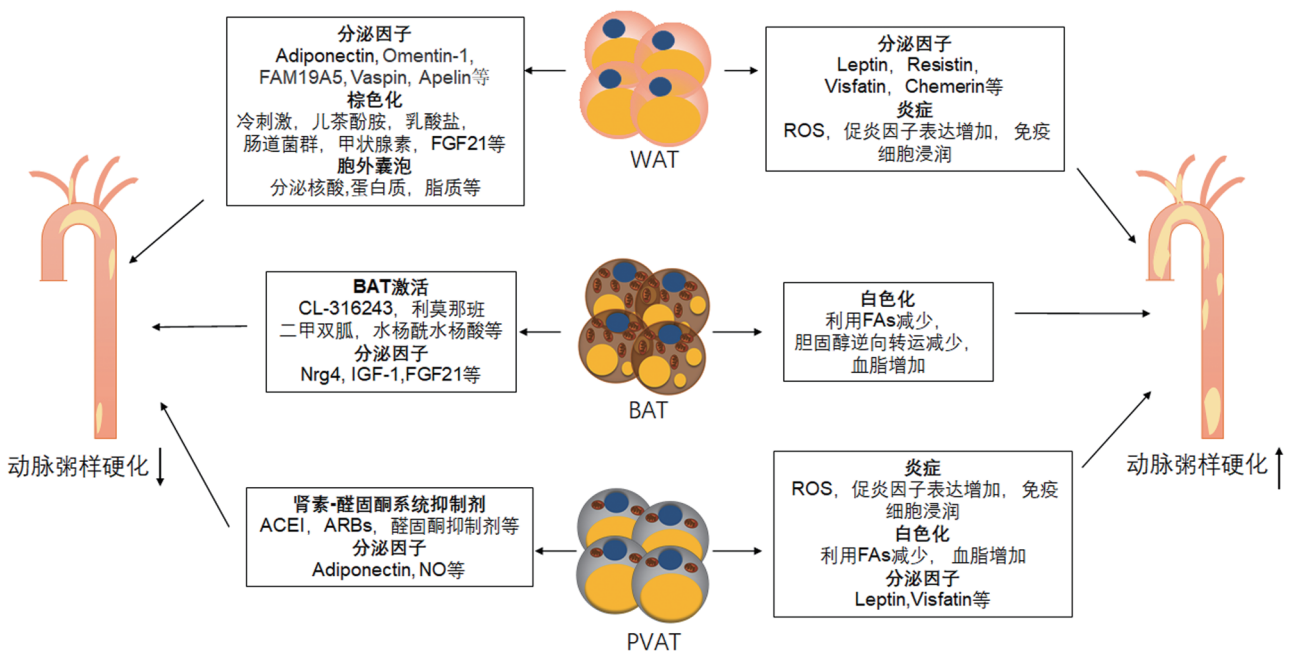 分泌因子
Adiponectin, Omentin-1,
FAM19A5, Vaspin, Apelin等
棕色化
冷刺激，儿茶酚胺，乳酸盐，
肠道菌群，甲状腺素，FGF21等
胞外囊泡
分泌核酸,蛋白质，脂质等
WAT
分泌因子
Leptin，Resistin，
Visfatin，Chemerin等
炎症
ROS，促炎因子表达增加，免疫
细胞浸润
BAT激活
CL-316243，利莫那班
二甲双胍，水杨酰水杨酸等
分泌因子
Nrg4, IGF-1,FGF21等
BAT
白色化
利用FAs减少，
胆固醇逆向转运减少，
血脂增加
动脉粥样硬化
动脉粥样硬化
肾素-醛固酮系统抑制剂
ACEI，ARBs，醛固酮抑制剂等
分泌因子
Adiponectin, NO等
PVAT
炎症
ROS，促炎因子表达增加，免疫
细胞浸润
白色化
利用FAs减少，血脂增加
分泌因子
Leptin,Visfatin等